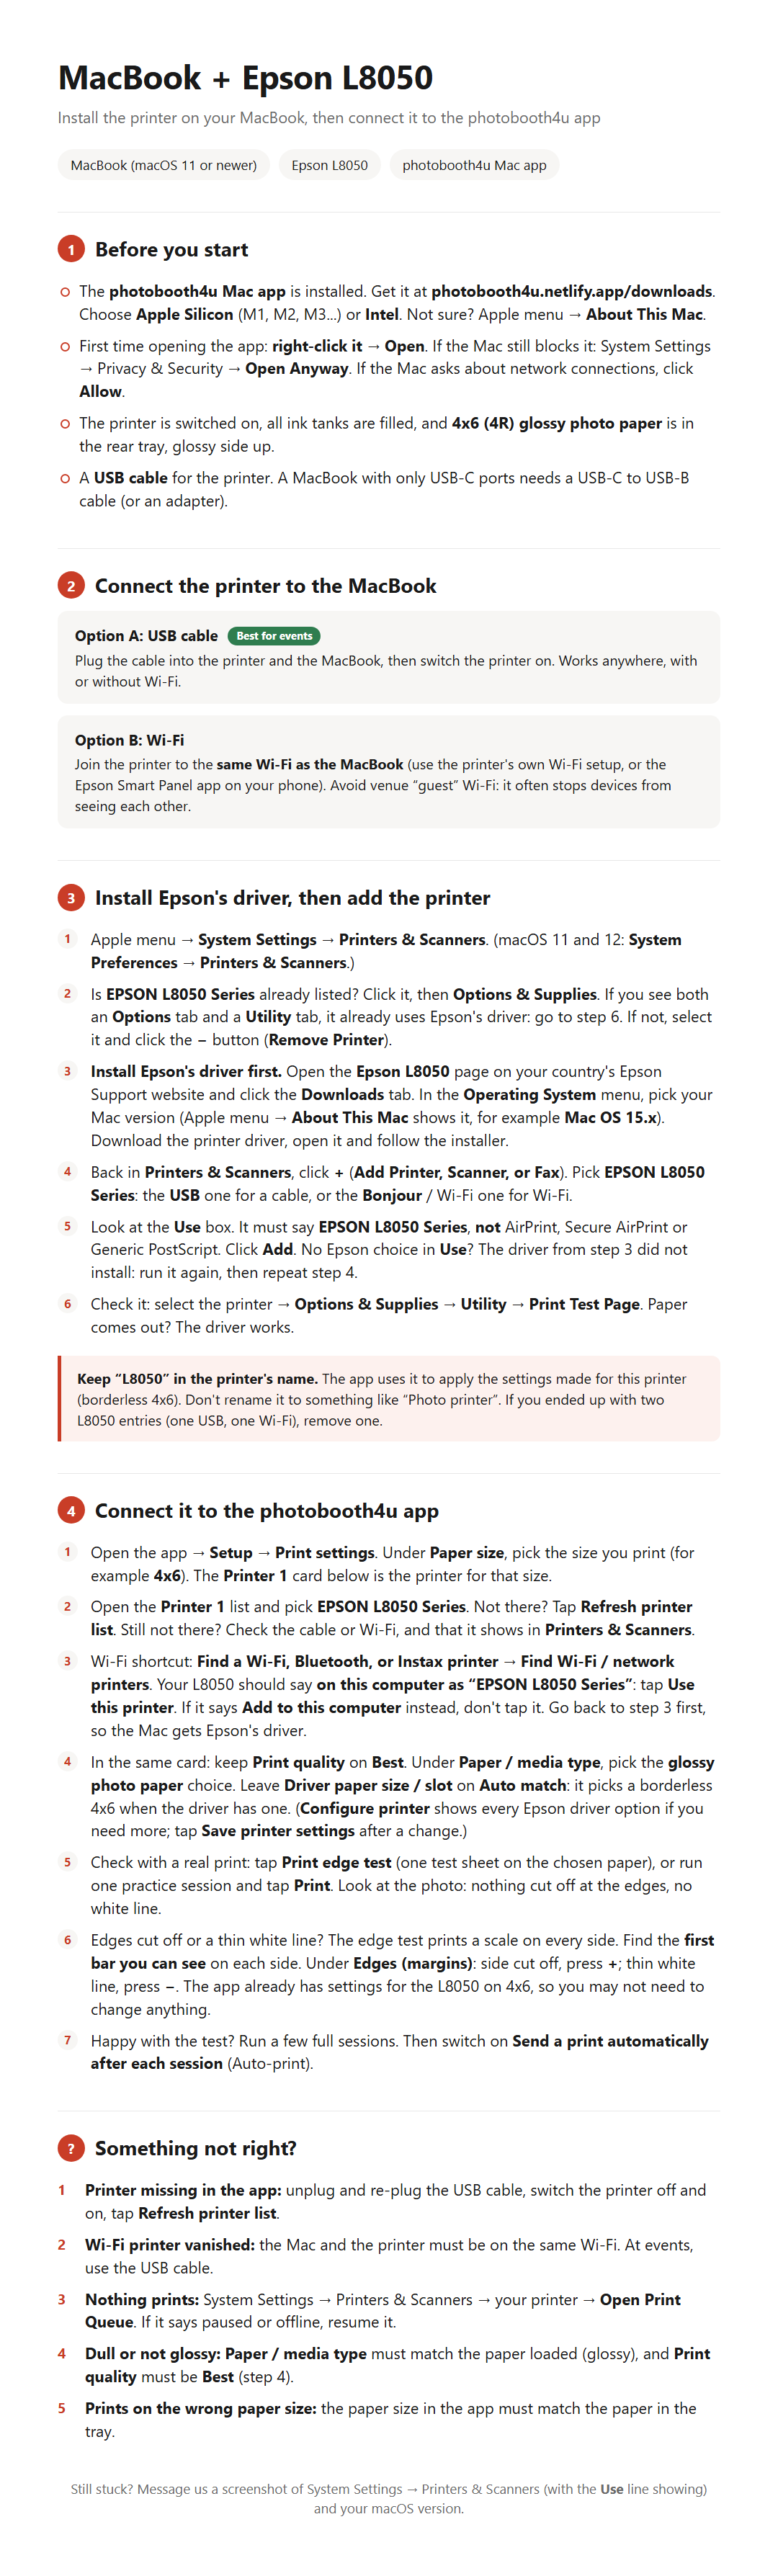 MacBook + Epson L8050
Install the printer on your MacBook, then connect it to the photobooth4u app
MacBook (macOS 11 or newer)
Epson L8050
photobooth4u Mac app
1
Before you start
The photobooth4u Mac app is installed. Get it at photobooth4u.netlify.app/downloads.
Choose Apple Silicon (M1, M2, M3...) or Intel. Not sure? Apple menu → About This Mac.
First time opening the app: right-click it → Open. If the Mac still blocks it: System Settings
→ Privacy & Security → Open Anyway. If the Mac asks about network connections, click
Allow.
The printer is switched on, all ink tanks are filled, and 4x6 (4R) glossy photo paper is in
the rear tray, glossy side up.
A USB cable for the printer. A MacBook with only USB-C ports needs a USB-C to USB-B
cable (or an adapter).
2
Connect the printer to the MacBook
Option A: USB cable
Best for events
Plug the cable into the printer and the MacBook, then switch the printer on. Works anywhere, with
or without Wi-Fi.
Option B: Wi-Fi
Join the printer to the same Wi-Fi as the MacBook (use the printer's own Wi-Fi setup, or the
Epson Smart Panel app on your phone). Avoid venue “guest” Wi-Fi: it often stops devices from
seeing each other.
3
Install Epson's driver, then add the printer
1
Apple menu → System Settings → Printers & Scanners. (macOS 11 and 12: System
Preferences → Printers & Scanners.)
2
Is EPSON L8050 Series already listed? Click it, then Options & Supplies. If you see both
an Options tab and a Utility tab, it already uses Epson's driver: go to step 6. If not, select
it and click the − button (Remove Printer).
3
Install Epson's driver first. Open the Epson L8050 page on your country's Epson
Support website and click the Downloads tab. In the Operating System menu, pick your
Mac version (Apple menu → About This Mac shows it, for example Mac OS 15.x).
Download the printer driver, open it and follow the installer.
4
Back in Printers & Scanners, click + (Add Printer, Scanner, or Fax). Pick EPSON L8050
Series: the USB one for a cable, or the Bonjour / Wi-Fi one for Wi-Fi.
5
Look at the Use box. It must say EPSON L8050 Series, not AirPrint, Secure AirPrint or
Generic PostScript. Click Add. No Epson choice in Use? The driver from step 3 did not
install: run it again, then repeat step 4.
6
Check it: select the printer → Options & Supplies → Utility → Print Test Page. Paper
comes out? The driver works.
Keep “L8050” in the printer's name. The app uses it to apply the settings made for this printer
(borderless 4x6). Don't rename it to something like “Photo printer”. If you ended up with two
L8050 entries (one USB, one Wi-Fi), remove one.
4
Connect it to the photobooth4u app
1
Open the app → Setup → Print settings. Under Paper size, pick the size you print (for
example 4x6). The Printer 1 card below is the printer for that size.
2
Open the Printer 1 list and pick EPSON L8050 Series. Not there? Tap Refresh printer
list. Still not there? Check the cable or Wi-Fi, and that it shows in Printers & Scanners.
3
Wi-Fi shortcut: Find a Wi-Fi, Bluetooth, or Instax printer → Find Wi-Fi / network
printers. Your L8050 should say on this computer as “EPSON L8050 Series”: tap Use
this printer. If it says Add to this computer instead, don't tap it. Go back to step 3 first,
so the Mac gets Epson's driver.
4
In the same card: keep Print quality on Best. Under Paper / media type, pick the glossy
photo paper choice. Leave Driver paper size / slot on Auto match: it picks a borderless
4x6 when the driver has one. (Configure printer shows every Epson driver option if you
need more; tap Save printer settings after a change.)
5
Check with a real print: tap Print edge test (one test sheet on the chosen paper), or run
one practice session and tap Print. Look at the photo: nothing cut off at the edges, no
white line.
6
Edges cut off or a thin white line? The edge test prints a scale on every side. Find the first
bar you can see on each side. Under Edges (margins): side cut off, press +; thin white
line, press −. The app already has settings for the L8050 on 4x6, so you may not need to
change anything.
7
Happy with the test? Run a few full sessions. Then switch on Send a print automatically
after each session (Auto-print).
?
Something not right?
1
Printer missing in the app: unplug and re-plug the USB cable, switch the printer off and
on, tap Refresh printer list.
2
Wi-Fi printer vanished: the Mac and the printer must be on the same Wi-Fi. At events,
use the USB cable.
3
Nothing prints: System Settings → Printers & Scanners → your printer → Open Print
Queue. If it says paused or offline, resume it.
4
Dull or not glossy: Paper / media type must match the paper loaded (glossy), and Print
quality must be Best (step 4).
5
Prints on the wrong paper size: the paper size in the app must match the paper in the
tray.
Still stuck? Message us a screenshot of System Settings → Printers & Scanners (with the Use line showing)
and your macOS version.